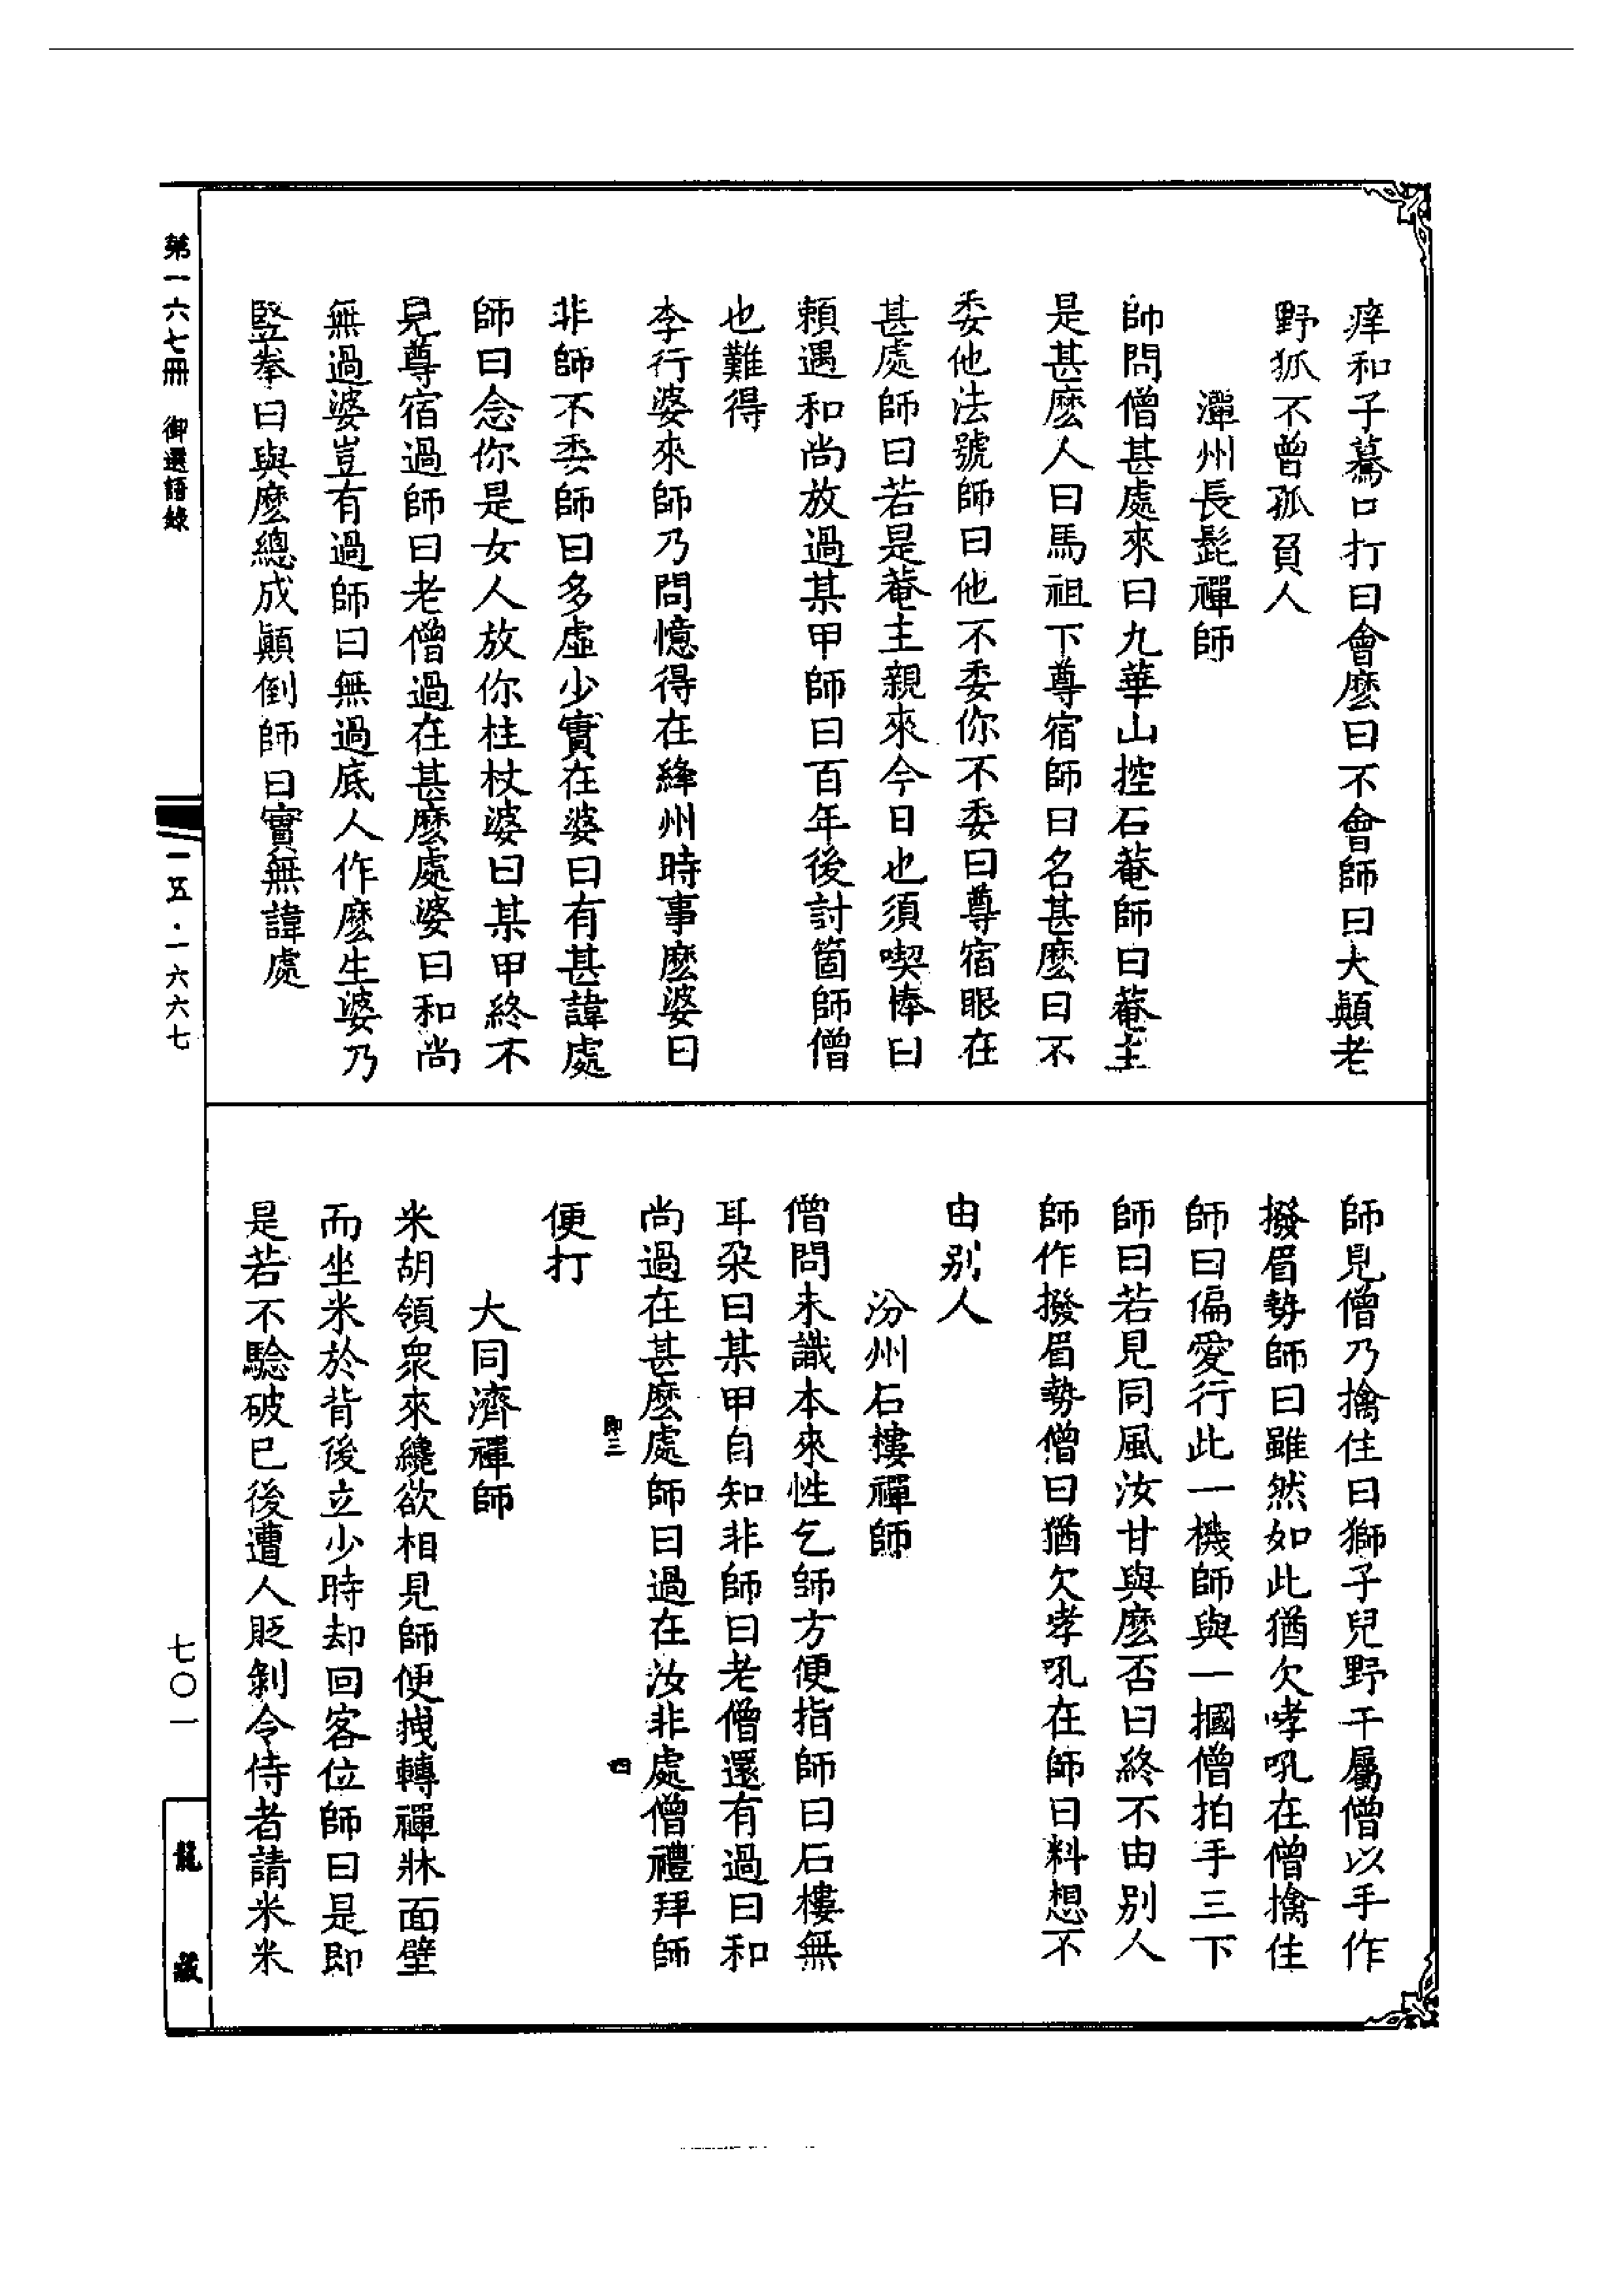 痒和子驀口打曰會麽曰不會師曰大顛老
野狐不曾孤負人
潭州長髭禪師
師問僧甚處來曰九華山控石菴師曰菴主
是甚麽人曰馬祖下尊宿師曰名甚麽曰不
委他法號師曰他不委你不委曰尊宿眼在
甚處師曰若是菴主親來今日也須喫棒曰
賴遇和尚放過某甲師曰百年後討箇師僧
也難得
李行婆來師乃問憶得在絳州時事麽婆曰
非師不委師曰多虛少實在婆曰有甚諱處
師曰念你是女人放你柱杖婆曰某甲終不
見尊宿過師曰老僧過在甚麽處婆曰和尚
無過婆豈有過師曰無過底人作麽生婆乃
豎拳曰與麽總成顛倒師曰實無諱處
師見僧乃擒住曰獅子兒野干屬僧以手作
撥眉勢師曰雖然如此猶欠哮吼在僧擒住
師曰偏愛行此一機師與一摑僧拍手三下
師曰若見同風汝甘與麽否曰終不由别人
師作撥眉勢僧曰猶欠哮吼在師曰料想不
由别人
汾州石樓禪師
僧問未識本來性乞師方便指師曰石樓無
耳朶曰某甲自知非師曰老僧還有過曰和
尚過在甚麽處師曰過在汝非處僧禮拜師
即三
四
便打
大同濟禪師
米胡領衆來纔欲相見師便拽轉禪牀面壁
而坐米於背後立少時却回客位師曰是即
是若不驗破已後遭人貶剝令侍者請米米
第一六七冊 御選語錄
一五·一六六七
七〇一
龍藏